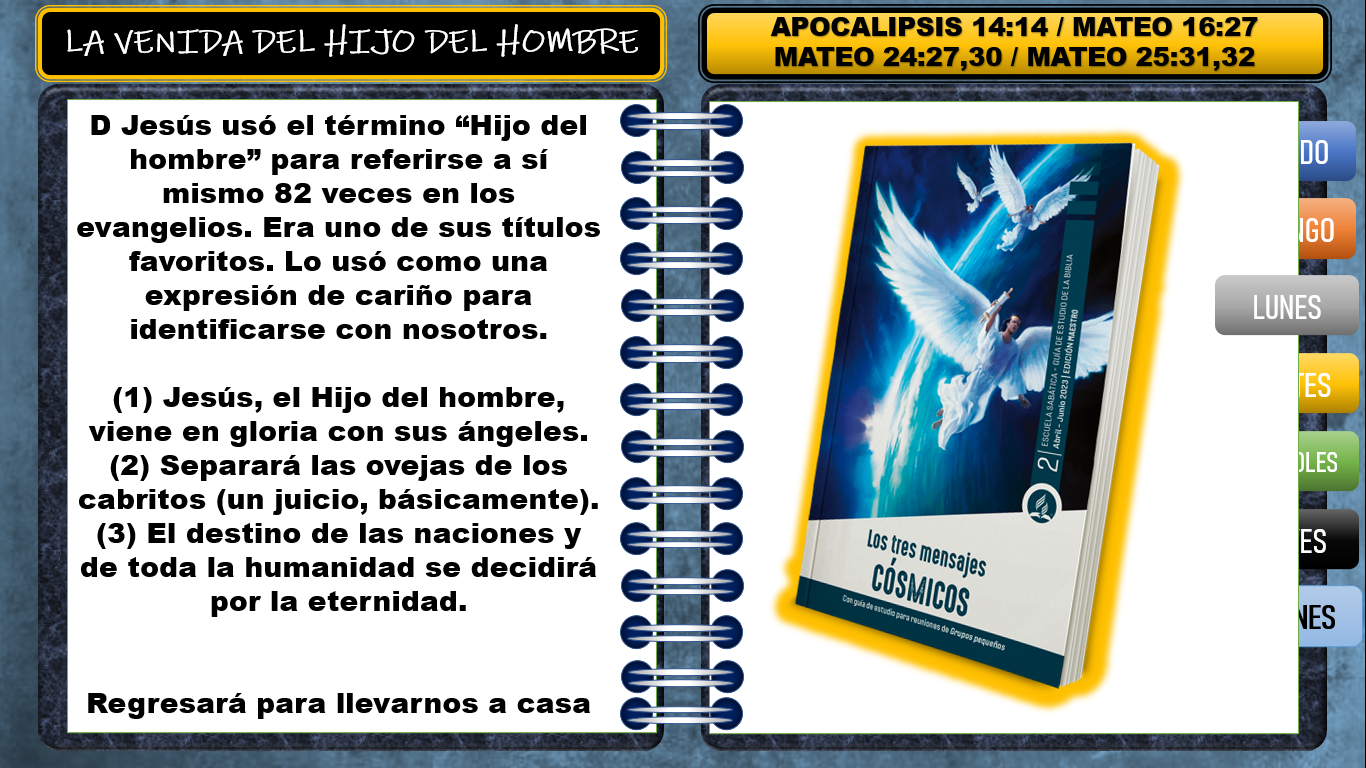 LA VENIDA DEL HIJO DEL HOMBRE
APOCALIPSIS 14:14 / MATEO 16:27
MATEO 24:27,30 / MATEO 25:31,32
D Jesús usó el término “Hijo del
hombre” para referirse a sí
mismo 82 veces en los
evangelios. Era uno de sus títulos
favoritos. Lo usó como una
expresión de cariño para
identificarse con nosotros.
(1) Jesús, el Hijo del hombre,
viene en gloria con sus ángeles.
(2) Separará las ovejas de los
cabritos (un juicio, básicamente).
(3) El destino de las naciones y
de toda la humanidad se decidirá
por la eternidad.
Regresará para llevarnos a casa
2 | ESCUELA SABÁTICA - GUÍA DE ESTUDIO DE LA BIBLIA
Abril - Junio 2023 | EDICIÓN MAESTRO
Los tres mensajes
CÓSMICOS
Con guía de estudio para reuniones de Grupos pequeños
DO
NGO
LUNES
TES
OLES
ES
NES